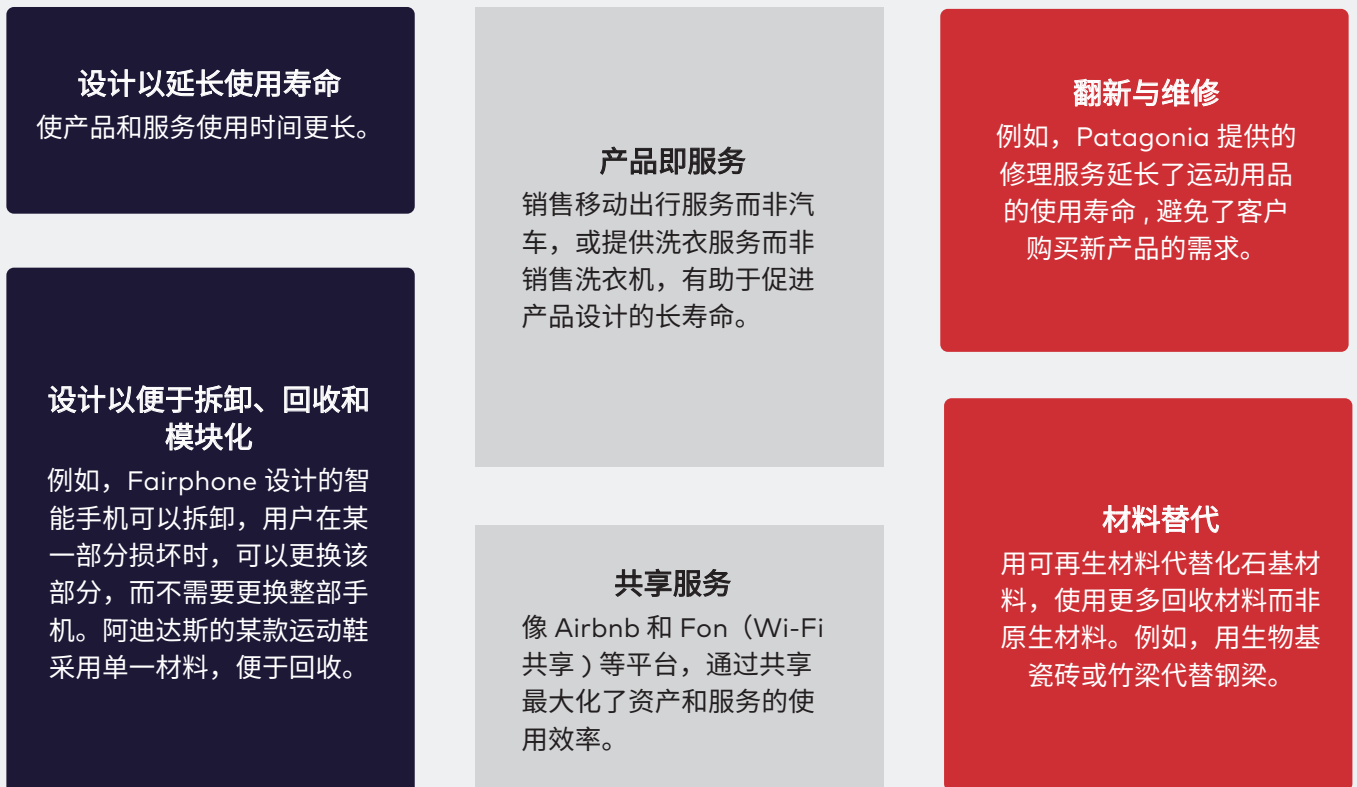 设计以延长使用寿命
使产品和服务使用时间更长。
设计以便于拆卸、回收和
模块化
例如，Fairphone 设计的智
能手机可以拆卸，用户在某
一部分损坏时，可以更换该
部分，而不需要更换整部手
机。阿迪达斯的某款运动鞋
采用单一材料，便于回收。
产品即服务
销售移动出行服务而非汽
车，或提供洗衣服务而非
销售洗衣机，有助于促进
产品设计的长寿命。
共享服务
像 Airbnb 和 Fon（Wi-Fi
共享 ) 等平台，通过共享
最大化了资产和服务的使
用效率。
翻新与维修
例如，Patagonia 提供的
修理服务延长了运动用品
的使用寿命 , 避免了客户
购买新产品的需求。
材料替代
用可再生材料代替化石基材
料，使用更多回收材料而非
原生材料。例如，用生物基
瓷砖或竹梁代替钢梁。